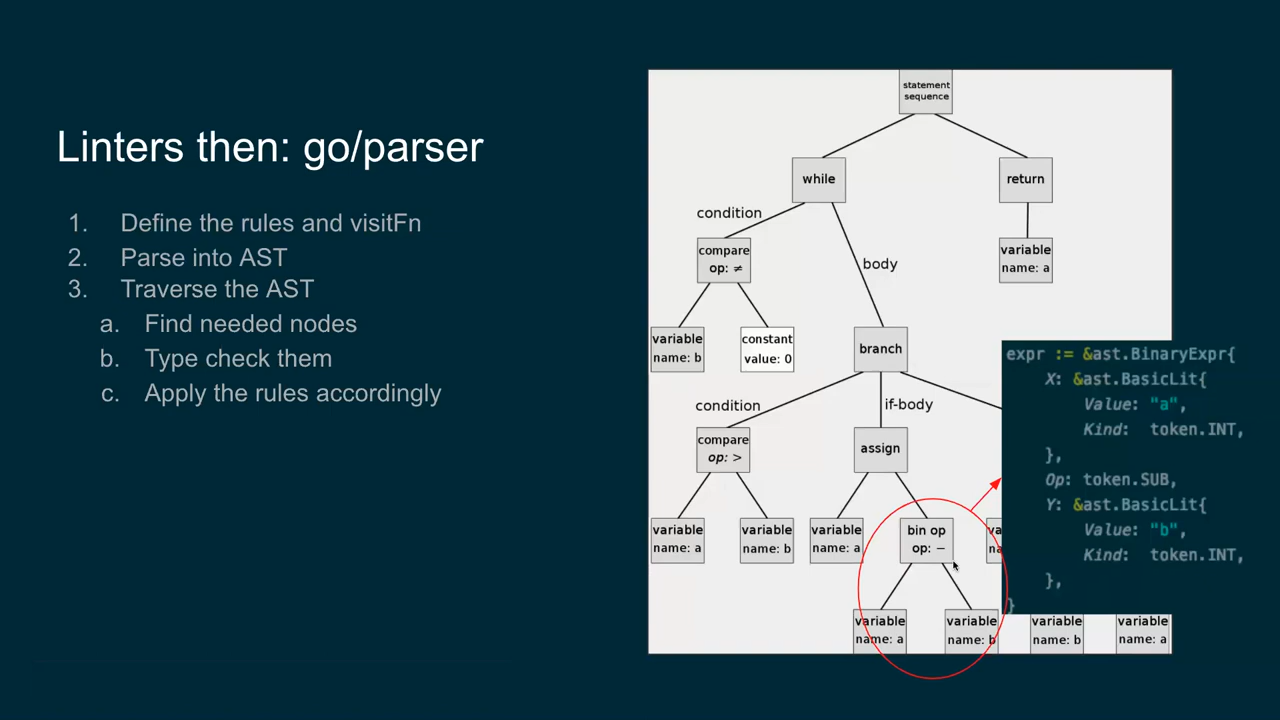 Linters then: go/parser
1. Define the rules and visitFn
2. Parse into AST
3. Traverse the AST
a. Find needed nodes
b. Type check them
c. Apply the rules accordingly
statement
sequence
while
return
condition
compare
op: ≠
body
variable
name: a
variable
name: b
constant
value: 0
branch
condition
if-body
compare
op: >
assign
variable
name: a
variable
name: b
variable
name: a
bin op
op: −
va
na
variable
name: a
variable
name: b
variable
name: b
variable
name: a
expr := &ast.BinaryExpr{
X: &ast.BasicLit{
Value: "a",
Kind: token.INT,
},
Op: token.SUB,
Y: &ast.BasicLit{
Value: "b",
Kind: token.INT,
},
}